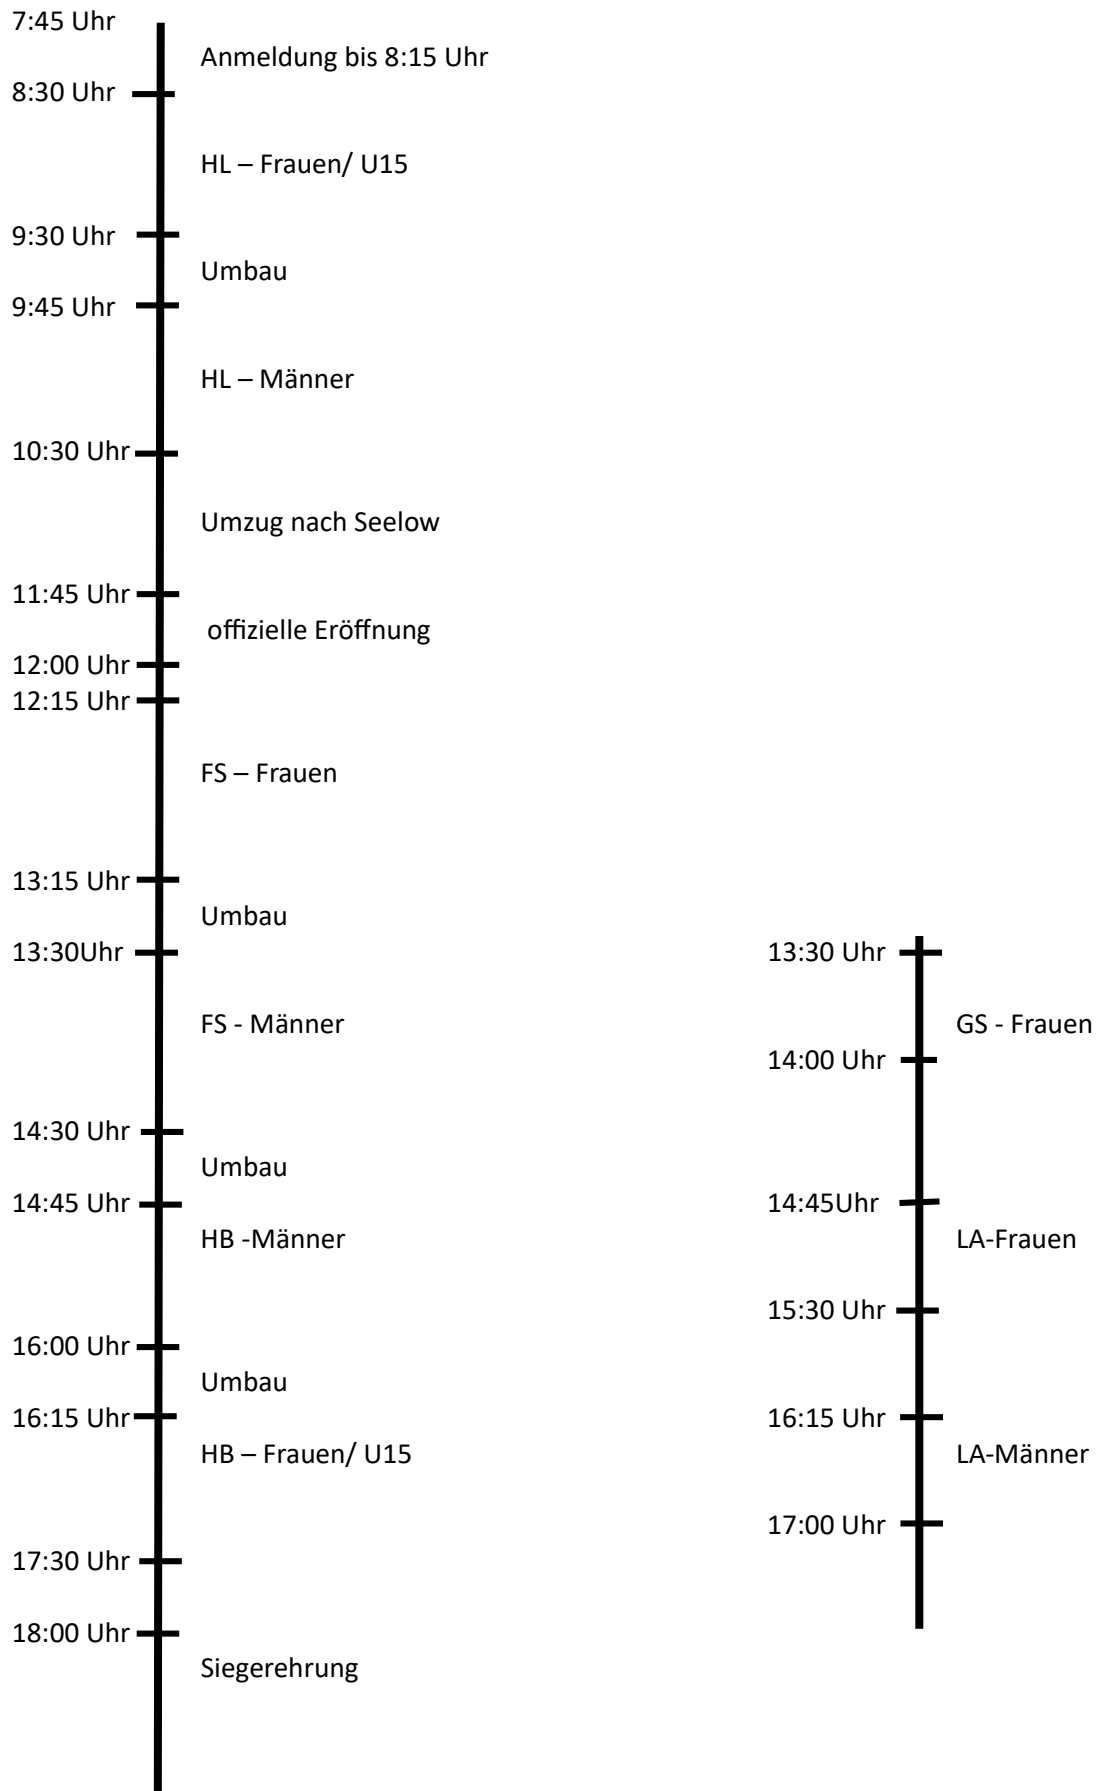 7:45 Uhr
Anmeldung bis 8:15 Uhr
8:30 Uhr
HL – Frauen/ U15
9:30 Uhr
Umbau
9:45 Uhr
HL – Männer
10:30 Uhr
Umzug nach Seelow
11:45 Uhr
offizielle Eröffnung
12:00 Uhr
12:15 Uhr
FS – Frauen
13:15 Uhr
Umbau
13:30Uhr
FS - Männer
14:30 Uhr
Umbau
14:45 Uhr
HB -Männer
16:00 Uhr
Umbau
16:15 Uhr
HB – Frauen/ U15
17:30 Uhr
18:00 Uhr
Siegerehrung
13:30 Uhr
GS - Frauen
14:00 Uhr
14:45Uhr
LA-Frauen
15:30 Uhr
16:15 Uhr
LA-Männer
17:00 Uhr